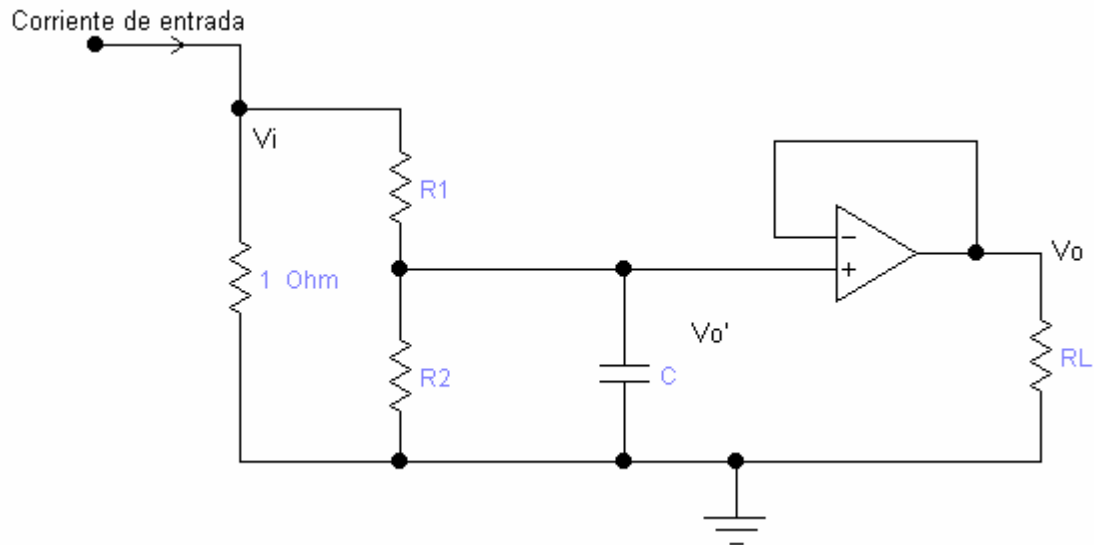 Corriente de entrada
Vi
R1
1 Ohm
R2
Vo'
C
−
+
Vo
RL